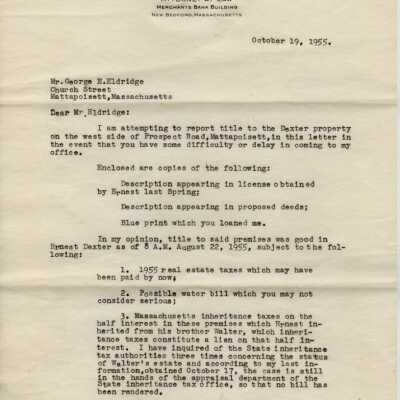 ATTORNEY AT LAW
MERCHANTS BANK BUILDING
NEW BEDFORD, MASSACHUSETTS
October 19, 1955.
Mr. George E. Eldridge
Church Street
Mattapoisett, Massachusetts
Dear Mr. Eldridge:
I am attempting to report title to the Dexter property
on the west side of Prospect Road, Mattapoisett, in this letter in
the event that you have some difficulty or delay in coming to my
office.
Enclosed are copies of the following:
Description appearing in license obtained
by Ernest last Spring;
Description appearing in proposed deeds;
Blue print which you loaned me.
In my opinion, title to said premises was good in
Ernest Dexter as of 8 A.M. August 22, 1955, subject to the fol-
lowing:
1. 1955 real estate taxes which may have
been paid by now;
2. Possible water bill which you may not
consider serious;
3. Massachusetts inheritance taxes on the
half interest in these premises which Ernest in-
herited from his brother Walter, which inheri-
tance taxes constitute a lien on that half in-
terest. I have inquired of the State inheritance
tax authorities three times concerning the status
of Walter's estate and according to my last in-
formation, obtained October 17, the case is still
in the hands of the appraisal department of the
State inheritance tax office, so that no bill has
been rendered.